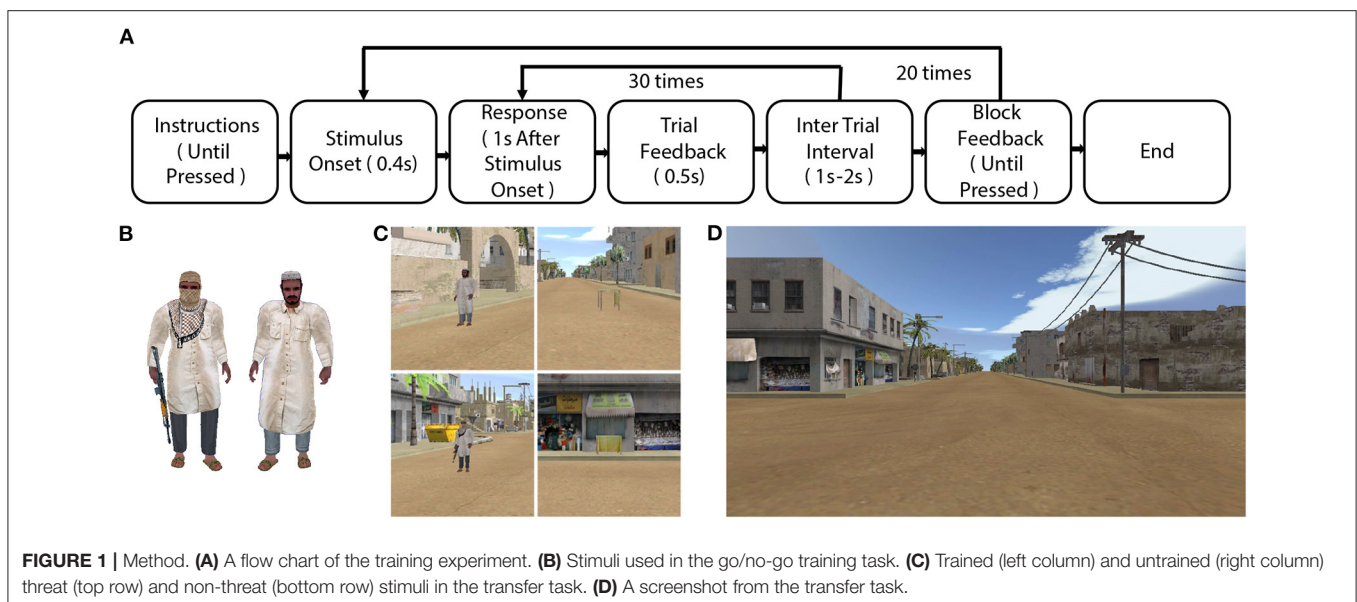 A
20 times
30 times
Instructions
( Until
Pressed )
Stimulus
Onset ( 0.4s)
Response
( 1s After
Stimulus
Onset )
Trial
Feedback
(0.5s)
Inter Trial
Interval
( 1s-2s )
Block
Feedback
( Until
Pressed )
End
B
C
D
FIGURE 1 | Method. (A) A flow chart of the training experiment. (B) Stimuli used in the go/no-go training task. (C) Trained (left column) and untrained (right column)
threat (top row) and non-threat (bottom row) stimuli in the transfer task. (D) A screenshot from the transfer task.